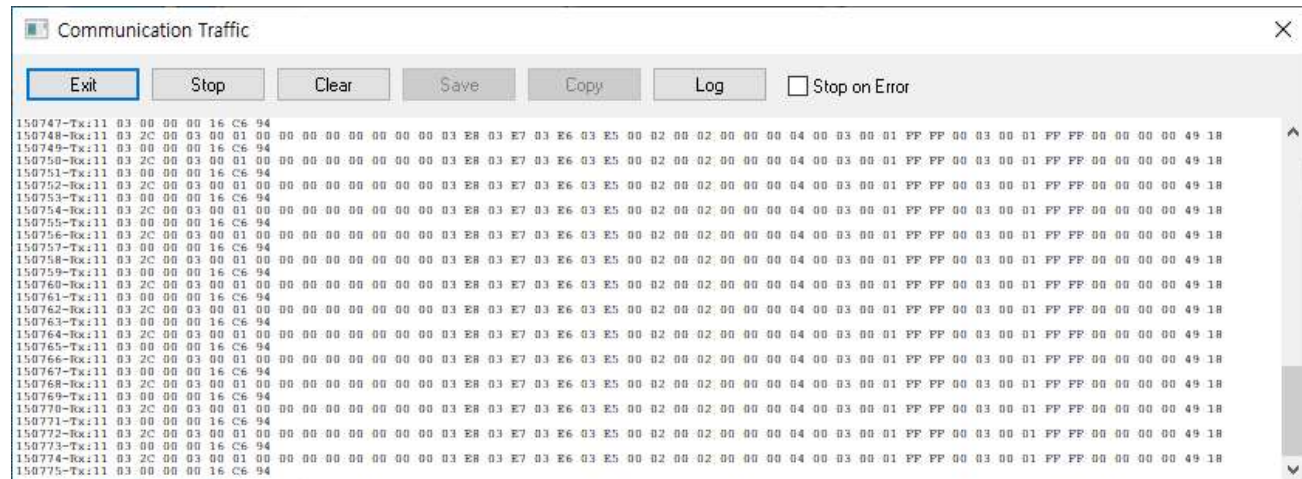 Communication Traffic
Exit Stop Clear Save Copy Log Stop on Error
150747-Tx:11 03 00 00 00 16 C6 94
150748-Rx:11 03 2C 00 03 00 01 00 00 00 00 00 00 00 00 03 E8 03 E7 03 E6 03 E5 00 02 00 02 00 00 00 04 00 03 00 01 FF FF 00 03 00 01 FF FF 00 00 00 00 49 18
150749-Tx:11 03 00 00 00 16 C6 94
150750-Rx:11 03 2C 00 03 00 01 00 00 00 00 00 00 00 00 03 E8 03 E7 03 E6 03 E5 00 02 00 02 00 00 00 04 00 03 00 01 FF FF 00 03 00 01 FF FF 00 00 00 00 49 18
150751-Tx:11 03 00 00 00 16 C6 94
150752-Rx:11 03 2C 00 03 00 01 00 00 00 00 00 00 00 00 03 E8 03 E7 03 E6 03 E5 00 02 00 02 00 00 00 04 00 03 00 01 FF FF 00 03 00 01 FF FF 00 00 00 00 49 18
150753-Tx:11 03 00 00 00 16 C6 94
150754-Rx:11 03 2C 00 03 00 01 00 00 00 00 00 00 00 00 03 E8 03 E7 03 E6 03 E5 00 02 00 02 00 00 00 04 00 03 00 01 FF FF 00 03 00 01 FF FF 00 00 00 00 49 18
150755-Tx:11 03 00 00 00 16 C6 94
150756-Rx:11 03 2C 00 03 00 01 00 00 00 00 00 00 00 00 03 E8 03 E7 03 E6 03 E5 00 02 00 02 00 00 00 04 00 03 00 01 FF FF 00 03 00 01 FF FF 00 00 00 00 49 18
150757-Tx:11 03 00 00 00 16 C6 94
150758-Rx:11 03 2C 00 03 00 01 00 00 00 00 00 00 00 00 03 E8 03 E7 03 E6 03 E5 00 02 00 02 00 00 00 04 00 03 00 01 FF FF 00 03 00 01 FF FF 00 00 00 00 49 18
150759-Tx:11 03 00 00 00 16 C6 94
150760-Rx:11 03 2C 00 03 00 01 00 00 00 00 00 00 00 00 03 E8 03 E7 03 E6 03 E5 00 02 00 02 00 00 00 04 00 03 00 01 FF FF 00 03 00 01 FF FF 00 00 00 00 49 18
150761-Tx:11 03 00 00 00 16 C6 94
150762-Rx:11 03 2C 00 03 00 01 00 00 00 00 00 00 00 00 03 E8 03 E7 03 E6 03 E5 00 02 00 02 00 00 00 04 00 03 00 01 FF FF 00 03 00 01 FF FF 00 00 00 00 49 18
150763-Tx:11 03 00 00 00 16 C6 94
150764-Rx:11 03 2C 00 03 00 01 00 00 00 00 00 00 00 00 03 E8 03 E7 03 E6 03 E5 00 02 00 02 00 00 00 04 00 03 00 01 FF FF 00 03 00 01 FF FF 00 00 00 00 49 18
150765-Tx:11 03 00 00 00 16 C6 94
150766-Rx:11 03 2C 00 03 00 01 00 00 00 00 00 00 00 00 03 E8 03 E7 03 E6 03 E5 00 02 00 02 00 00 00 04 00 03 00 01 FF FF 00 03 00 01 FF FF 00 00 00 00 49 18
150767-Tx:11 03 00 00 00 16 C6 94
150768-Rx:11 03 2C 00 03 00 01 00 00 00 00 00 00 00 00 03 E8 03 E7 03 E6 03 E5 00 02 00 02 00 00 00 04 00 03 00 01 FF FF 00 03 00 01 FF FF 00 00 00 00 49 18
150769-Tx:11 03 00 00 00 16 C6 94
150770-Rx:11 03 2C 00 03 00 01 00 00 00 00 00 00 00 00 03 E8 03 E7 03 E6 03 E5 00 02 00 02 00 00 00 04 00 03 00 01 FF FF 00 03 00 01 FF FF 00 00 00 00 49 18
150771-Tx:11 03 00 00 00 16 C6 94
150772-Rx:11 03 2C 00 03 00 01 00 00 00 00 00 00 00 00 03 E8 03 E7 03 E6 03 E5 00 02 00 02 00 00 00 04 00 03 00 01 FF FF 00 03 00 01 FF FF 00 00 00 00 49 18
150773-Tx:11 03 00 00 00 16 C6 94
150774-Rx:11 03 2C 00 03 00 01 00 00 00 00 00 00 00 00 03 E8 03 E7 03 E6 03 E5 00 02 00 02 00 00 00 04 00 03 00 01 FF FF 00 03 00 01 FF FF 00 00 00 00 49 18
150775-Tx:11 03 00 00 00 16 C6 94